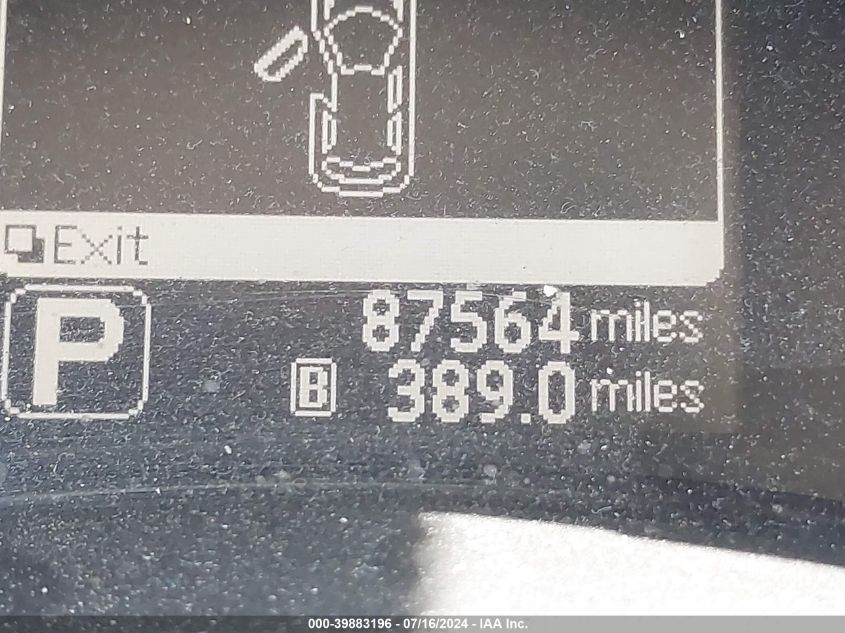 Exit
P
87564 miles
B 389.0 miles
000-39883196 - 07/16/2024 - IAA Inc.